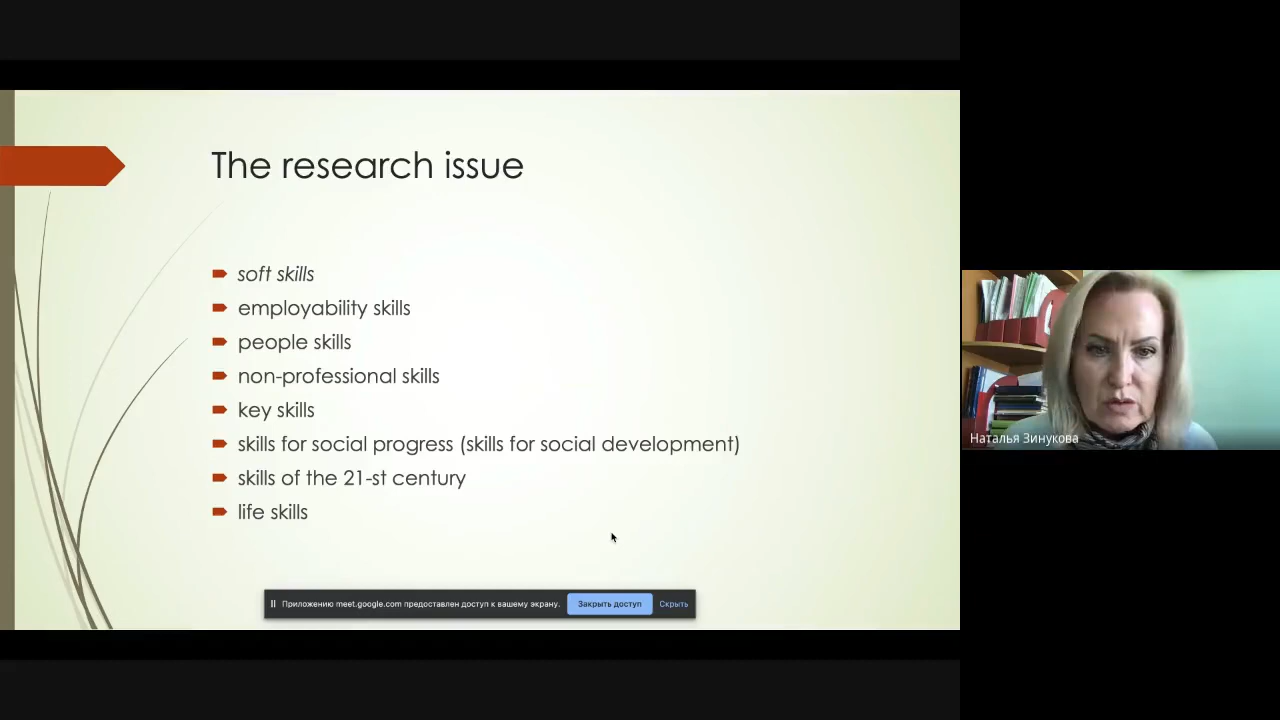 The research issue
soft skills
employability skills
people skills
non-professional skills
key skills
skills for social progress (skills for social development)
skills of the 21-st century
life skills
Приложению meet.google.com предоставлен доступ к вашему экрану.
Закрыть доступ
Скрыть
Наталья Зинукова